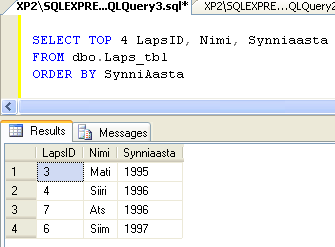 XP2\SQLEXPRE...QLQuery3.sql* XP2\SQLEXPRE...QLQuery2
SELECT TOP 4 LapsID, Nimi, Synniaasta
FROM dbo.Laps_tbl
ORDER BY SynniAasta
Results Messages
LapsID Nimi Synniaasta
1 3 Mati 1995
2 4 Siiri 1996
3 7 Ats 1996
4 6 Siim 1997